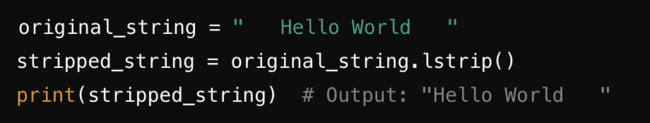 original_string = "   Hello World   "
stripped_string = original_string.lstrip()
print(stripped_string)  # Output: "Hello World   "